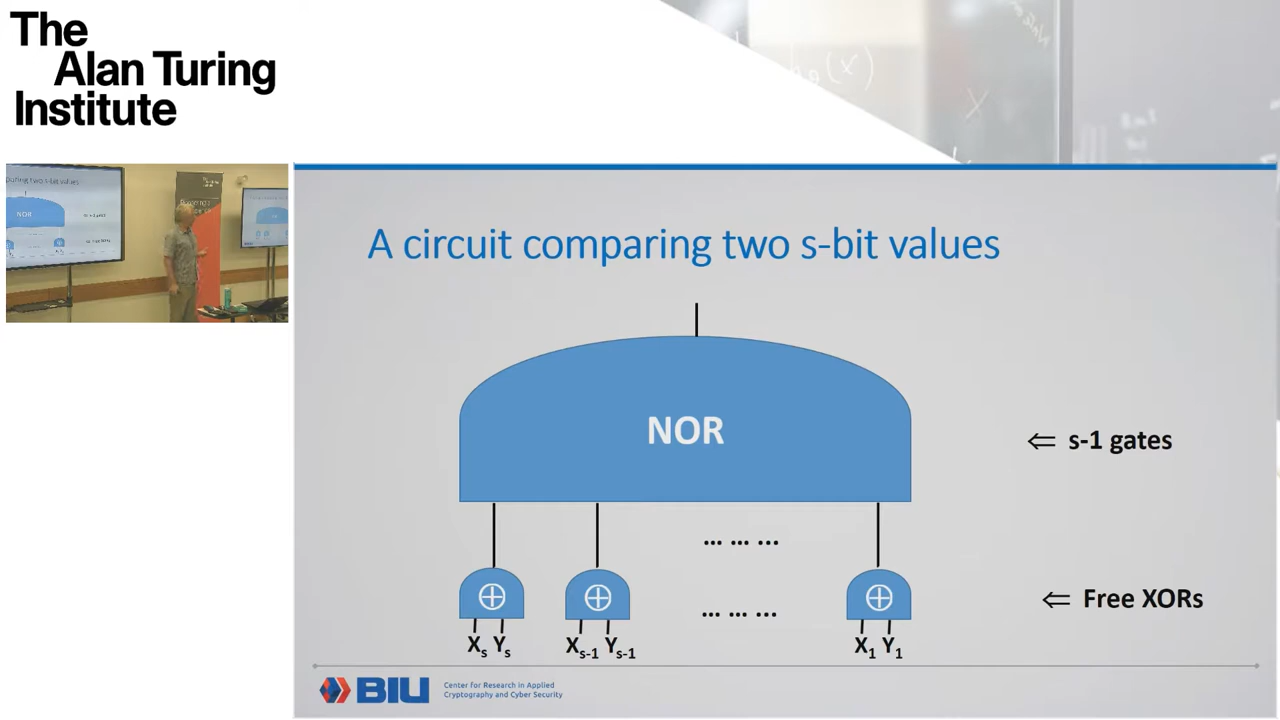 The
Alan Turing
Institute
A circuit comparing two s-bit values
NOR
⇐ s-1 gates
... ... ...
⊕ ⊕ ... ... ... ⊕
⇐ Free XORs
Xs Ys Xs-1 Ys-1 X1 Y1
BIU
Center for Research in Applied
Cryptography and Cyber Security
NOR